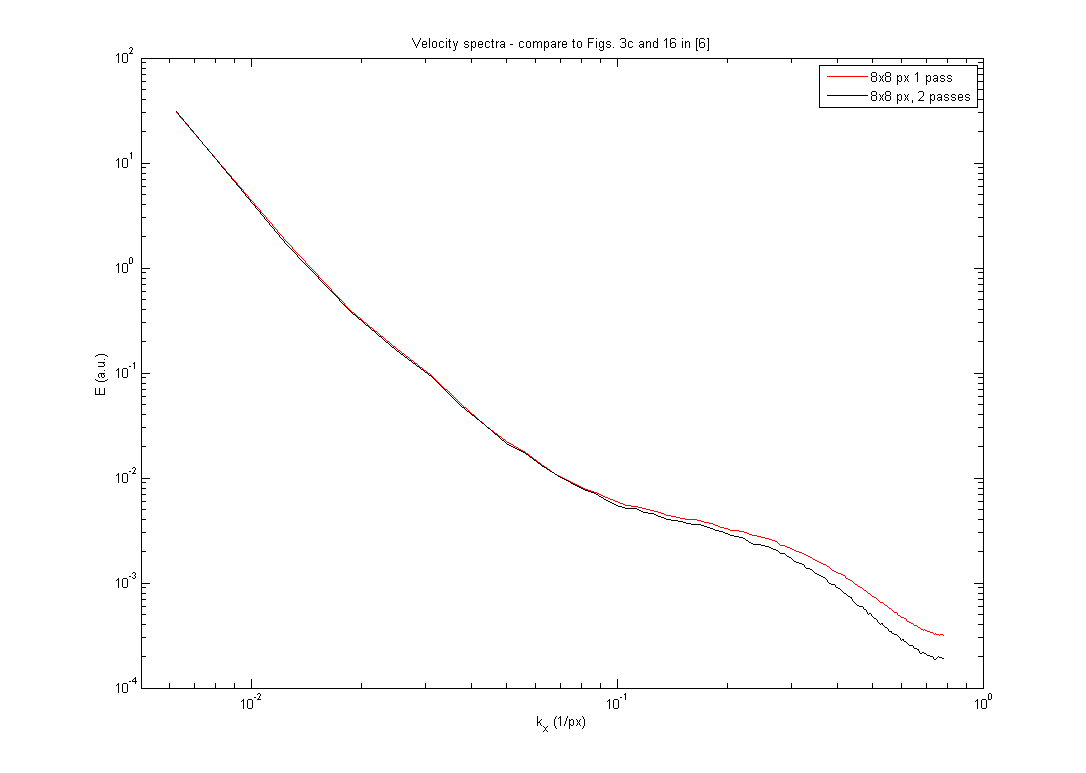 Velocity spectra - compare to Figs. 3c and 16 in [6]
8x8 px 1 pass
8x8 px, 2 passes
10^2
10^1
10^0
10^-1
10^-2
10^-3
10^-4
E (a.u.)
10^-2
10^-1
10^0
k_x (1/px)